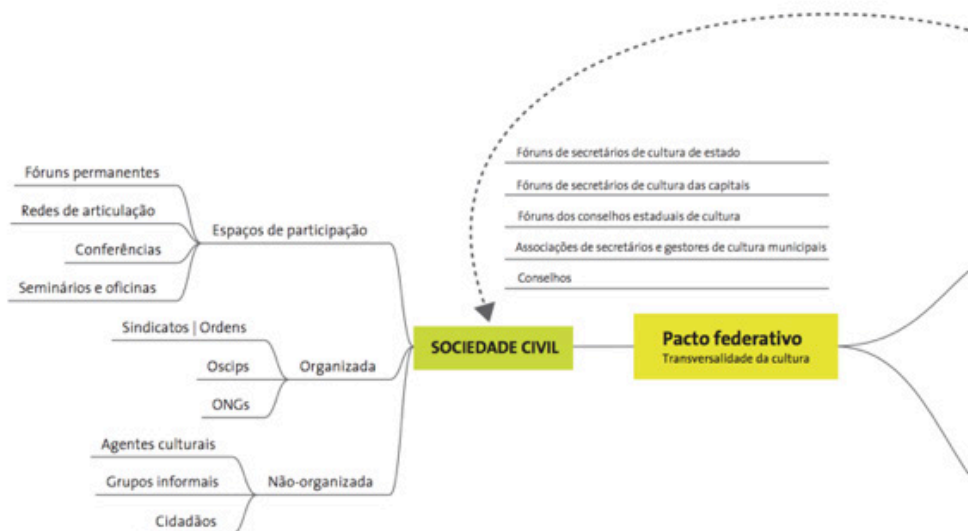 Fóruns permanentes
Redes de articulação
Conferências
Seminários e oficinas
Espaços de participação
Sindicatos | Ordens
Oscips
ONGs
Organizada
Agentes culturais
Grupos informais
Cidadãos
Não-organizada
SOCIEDADE CIVIL
Fóruns de secretários de cultura de estado
Fóruns de secretários de cultura das capitais
Fóruns dos conselhos estaduais de cultura
Associações de secretários e gestores de cultura municipais
Conselhos
Pacto federativo
Transversalidade da cultura